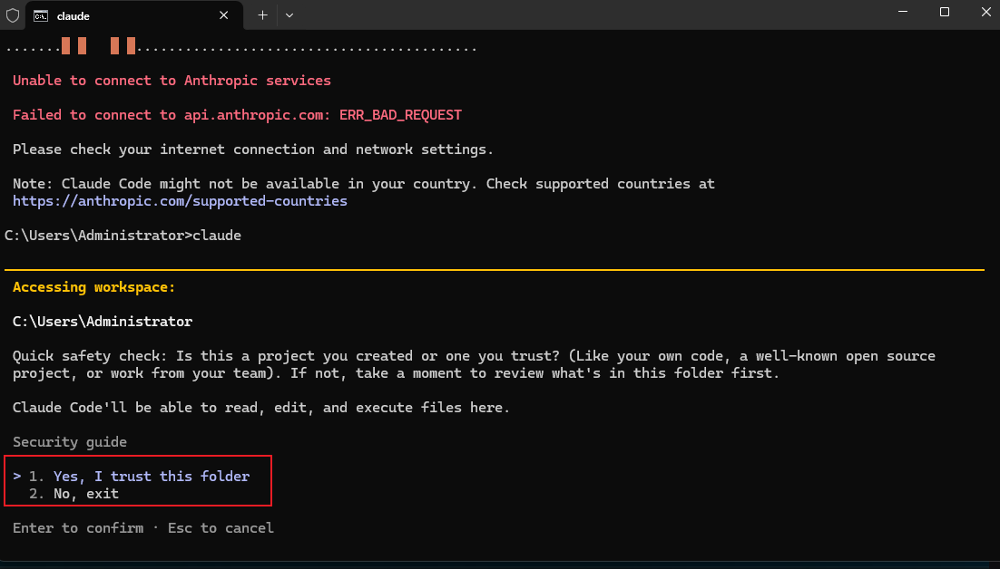 claude
Unable to connect to Anthropic services
Failed to connect to api.anthropic.com: ERR_BAD_REQUEST
Please check your internet connection and network settings.
Note: Claude Code might not be available in your country. Check supported countries at
https://anthropic.com/supported-countries
C:\Users\Administrator>claude
Accessing workspace:
C:\Users\Administrator
Quick safety check: Is this a project you created or one you trust? (Like your own code, a well-known open source
project, or work from your team). If not, take a moment to review what's in this folder first.
Claude Code'll be able to read, edit, and execute files here.
Security guide
> 1. Yes, I trust this folder
2. No, exit
Enter to confirm · Esc to cancel